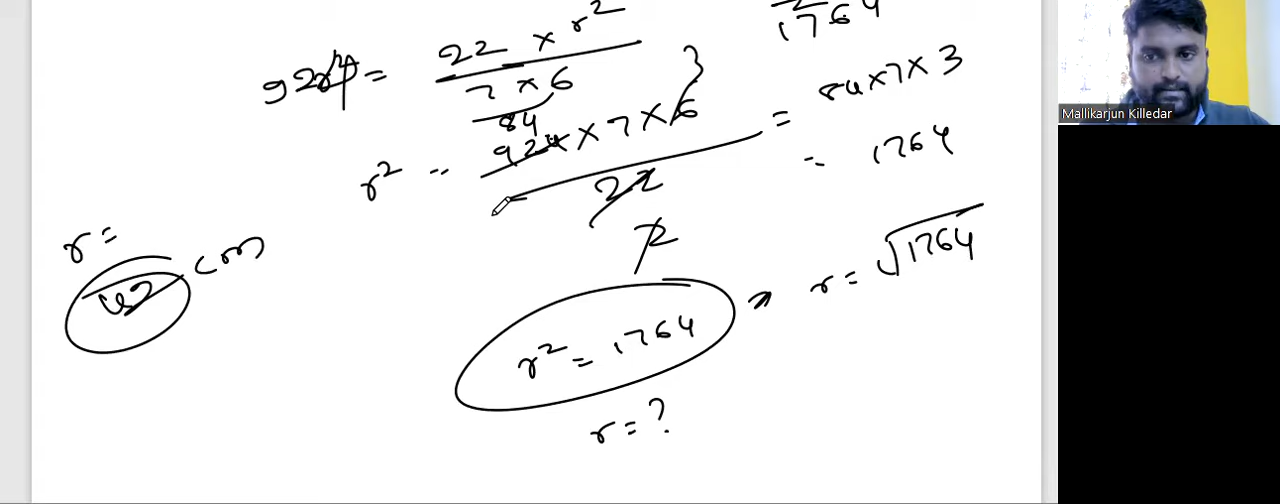 924 = 22 × r² / 7 × 6
1764
84
r² = 924 × 7 × 6 / 22 = 84 × 7 × 3
2
= 1764
r = 42 cm
r² = 1764
r = √1764
r = ?
Mallikarjun Killedar